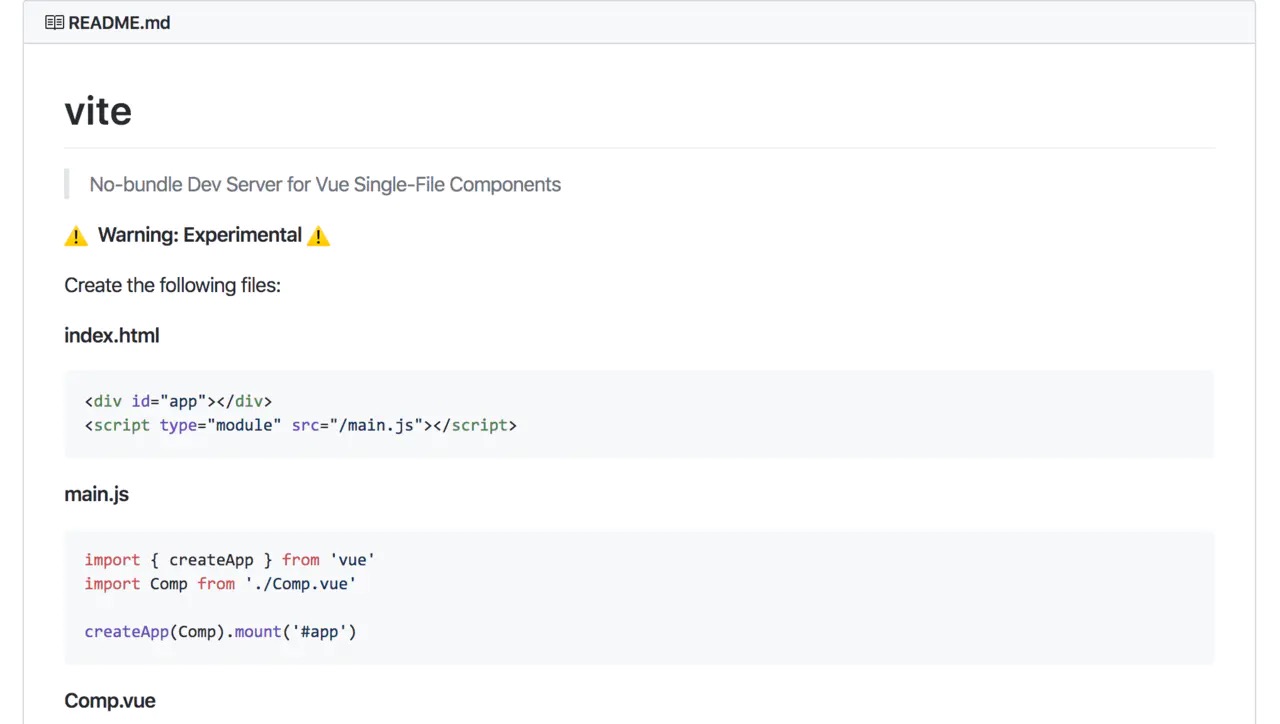 README.md
vite
No-bundle Dev Server for Vue Single-File Components
⚠️ Warning: Experimental ⚠️
Create the following files:
index.html
<div id="app"></div>
<script type="module" src="/main.js"></script>
main.js
import { createApp } from 'vue'
import Comp from './Comp.vue'
createApp(Comp).mount('#app')
Comp.vue